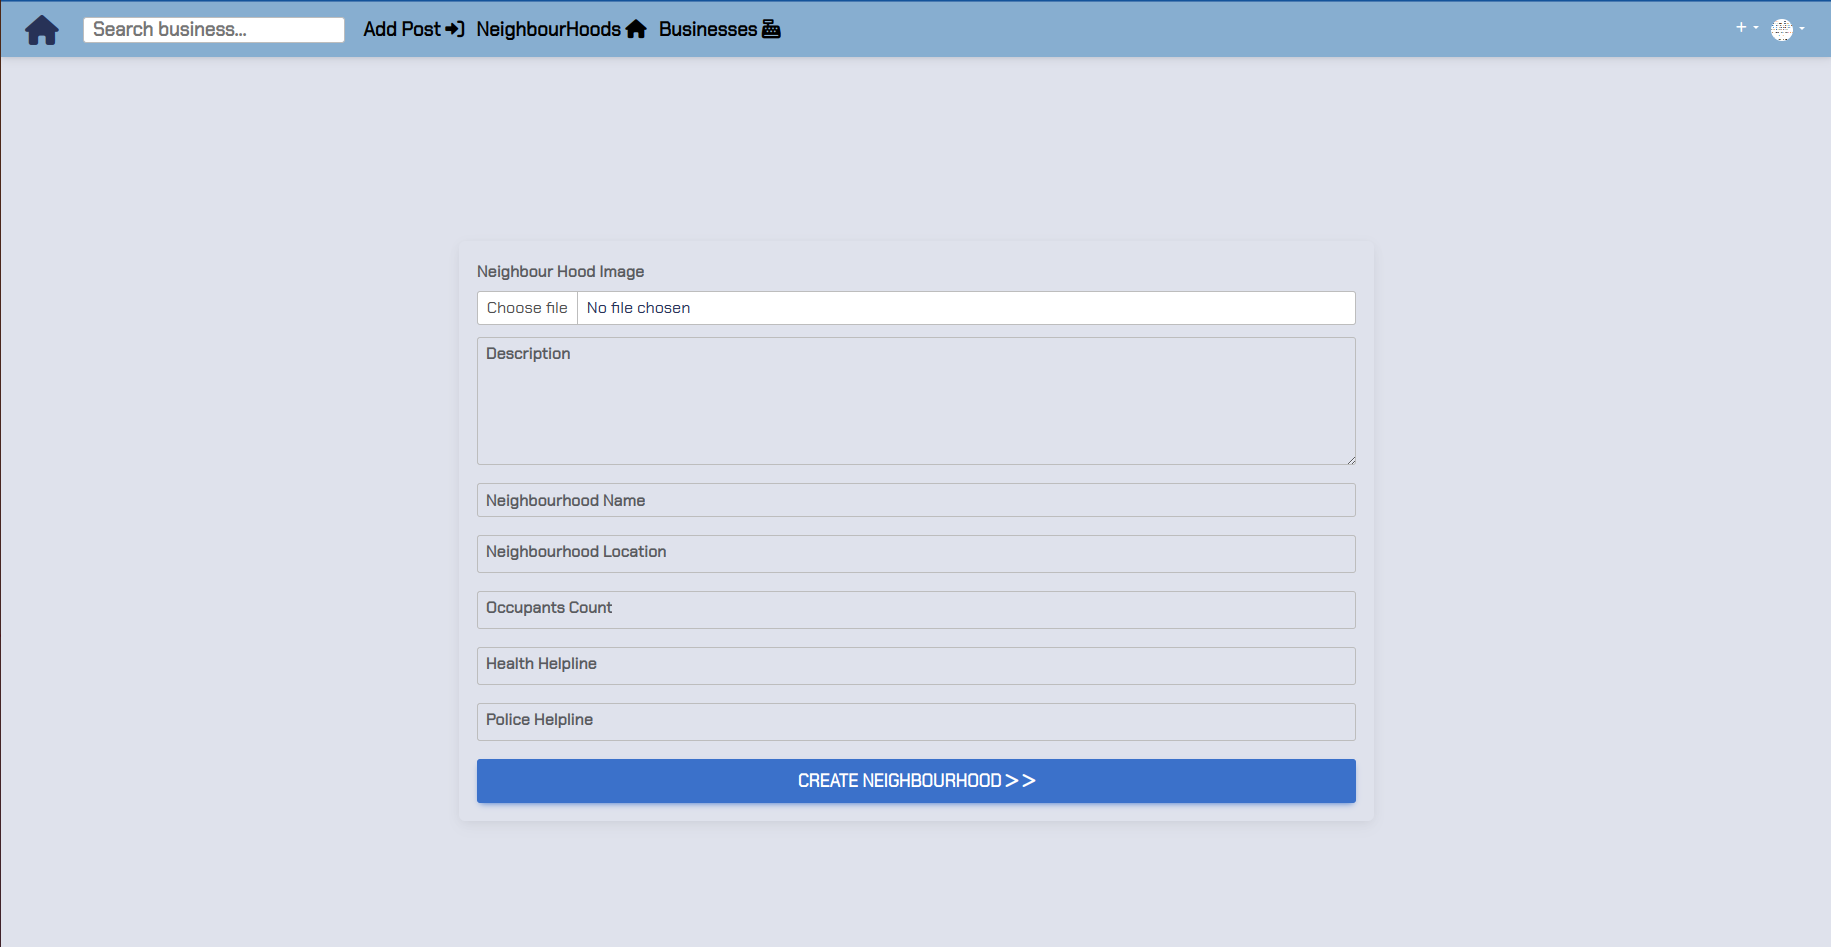 Search business...
Add Post
NeighbourHoods
Businesses
+
Neighbour Hood Image
Choose file
No file chosen
Description
Neighbourhood Name
Neighbourhood Location
Occupants Count
Health Helpline
Police Helpline
CREATE NEIGHBOURHOOD > >